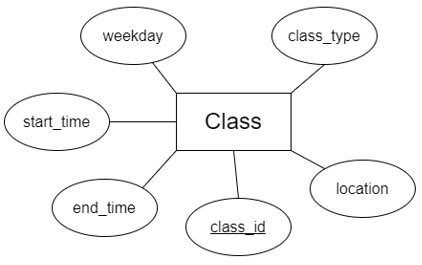 weekday
class_type
start_time
Class
end_time
class_id
location